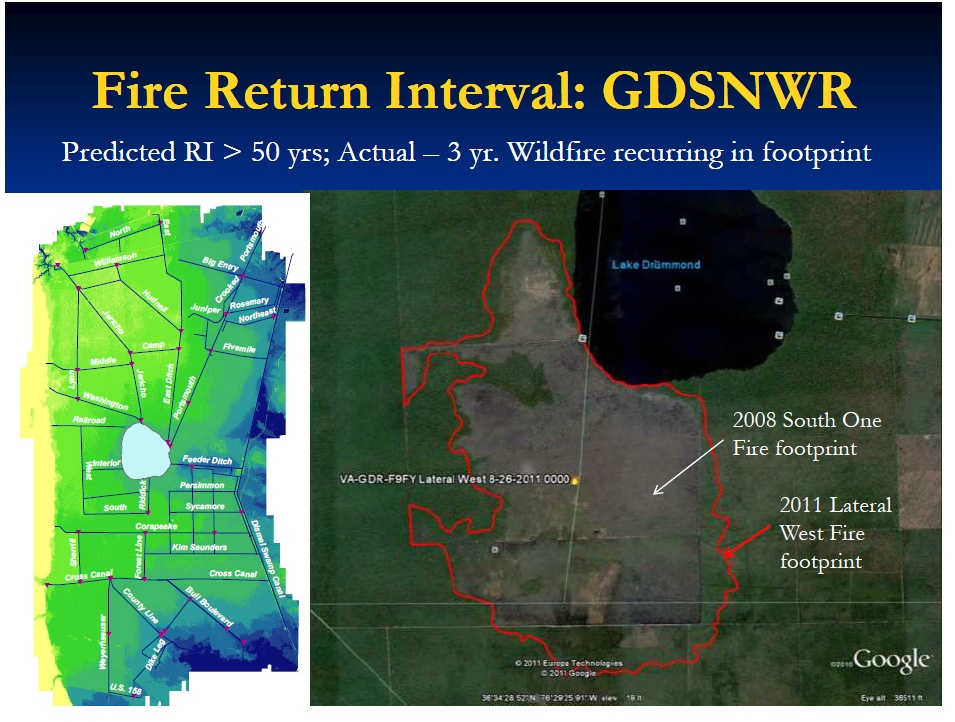 Fire Return Interval: GDSNWR
Predicted RI > 50 yrs; Actual – 3 yr. Wildfire recurring in footprint
North
East
Williamson
Portsmouth
Big Entry
Hudnell
Crooked
Rosemary
Juniper
Northeast
Jericho
Camp
Fivemile
Middle
Lynn
Jericho
East Ditch
Portsmouth
Washington
Railroad
Interior
West
Feeder Ditch
Persimmon
Riddick
South
Sycamore
Corapeake
Sherrill
Forest Line
Kim Saunders
Dismal Swamp Canal
Cross Canal
Cross Canal
County Line
Bull Boulevard
Weyerhaeuser
Dike Leg
U.S. 158
Lake Drummond
2008 South One
Fire footprint
VA-GDR-F9FY Lateral West 8-26-2011 0000
2011 Lateral
West Fire
footprint
© 2011 Europa Technologies
© 2011 Google
©2010 Google
36°34'28.52"N 76°29'25.91"W elev 19 ft
Eye alt 36511 ft